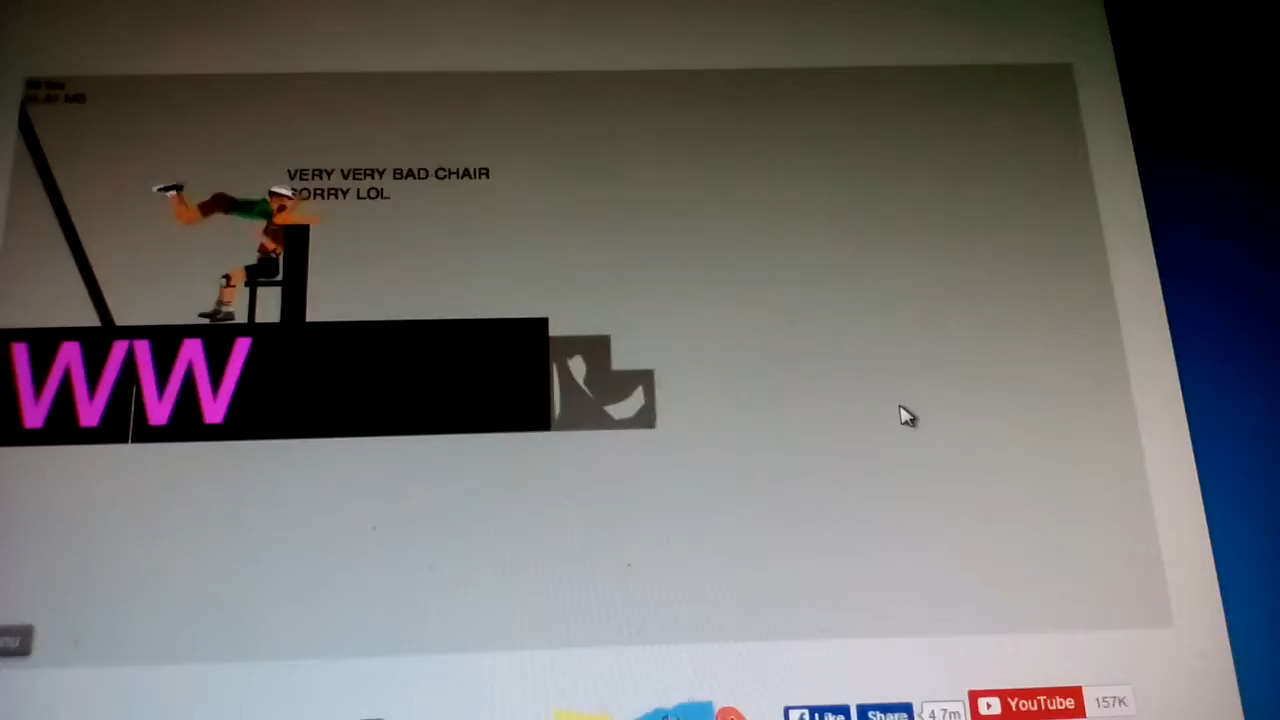 VERY VERY BAD CHAIR
SORRY LOL
WW
Like
Share
4.7m
YouTube
157K